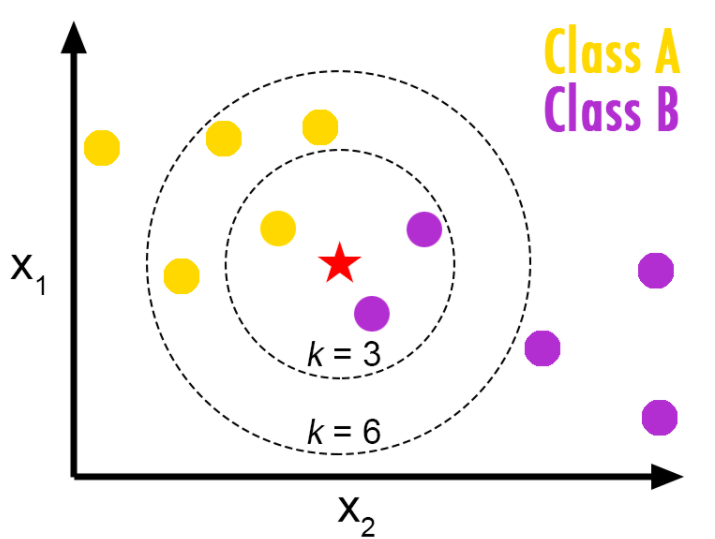 Class A
Class B
x₁
k = 3
k = 6
x₂